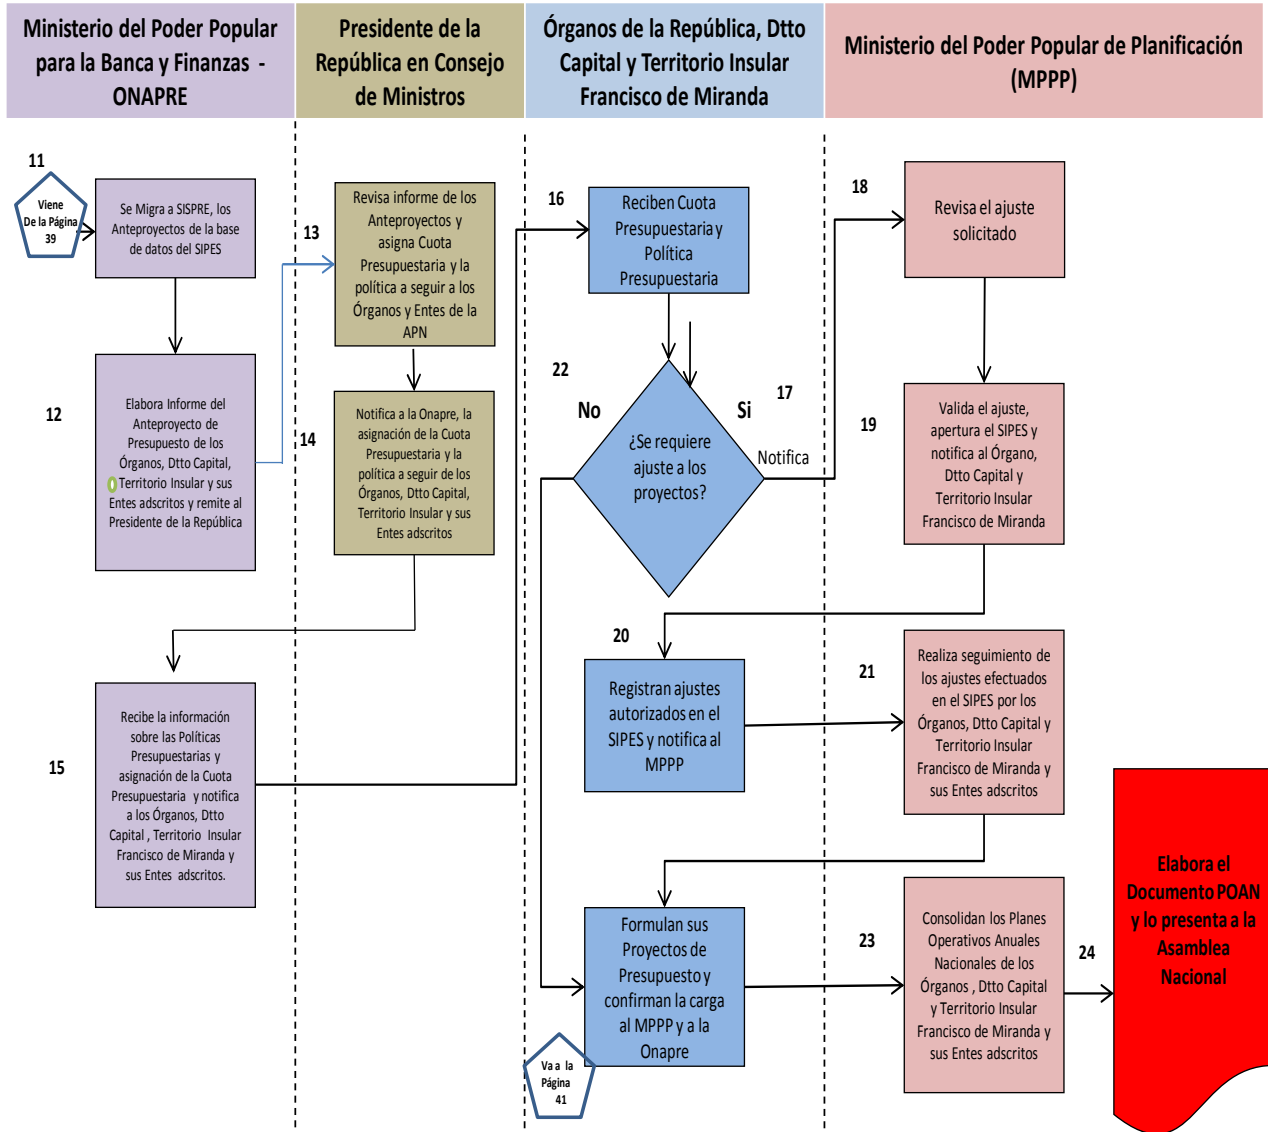 Ministerio del Poder Popular
para la Banca y Finanzas -
ONAPRE
Presidente de la
República en Consejo
de Ministros
Órganos de la República, Dtto
Capital y Territorio Insular
Francisco de Miranda
Ministerio del Poder Popular de Planificación
(MPPP)
11
Viene
De la Página
39
Se Migra a SISPRE, los
Anteproyectos de la base
de datos del SIPES
12
Elabora Informe del
Anteproyecto de
Presupuesto de los
Órganos, Dtto Capital,
Territorio Insular y sus
Entes adscritos y remite al
Presidente de la República
13
Revisa informe de los
Anteproyectos y
asigna Cuota
Presupuestaria y la
política a seguir a los
Órganos y Entes de la
APN
14
Notifica a la Onapre, la
asignación de la Cuota
Presupuestaria y la
política a seguir de los
Órganos, Dtto Capital,
Territorio Insular y sus
Entes adscritos
15
Recibe la información
sobre las Políticas
Presupuestarias y
asignación de la Cuota
Presupuestaria y notifica
a los Órganos, Dtto
Capital , Territorio Insular
Francisco de Miranda y
sus Entes adscritos.
16
Reciben Cuota
Presupuestaria y
Política
Presupuestaria
22
No
17
Si
¿Se requiere
ajuste a los
proyectos?
Notifica
18
Revisa el ajuste
solicitado
19
Valida el ajuste,
apertura el SIPES y
notifica al Órgano,
Dtto Capital y
Territorio Insular
Francisco de Miranda
20
Registran ajustes
autorizados en el
SIPES y notifica al
MPPP
21
Realiza seguimiento de
los ajustes efectuados
en el SIPES por los
Órganos, Dtto Capital y
Territorio Insular
Francisco de Miranda y
sus Entes adscritos
Formulan sus
Proyectos de
Presupuesto y
confirman la carga
al MPPP y a la
Onapre
Va a la
Página
41
23
Consolidan los Planes
Operativos Anuales
Nacionales de los
Órganos , Dtto Capital
y Territorio Insular
Francisco de Miranda y
sus Entes adscritos
24
Elabora el
Documento POAN
y lo presenta a la
Asamblea
Nacional